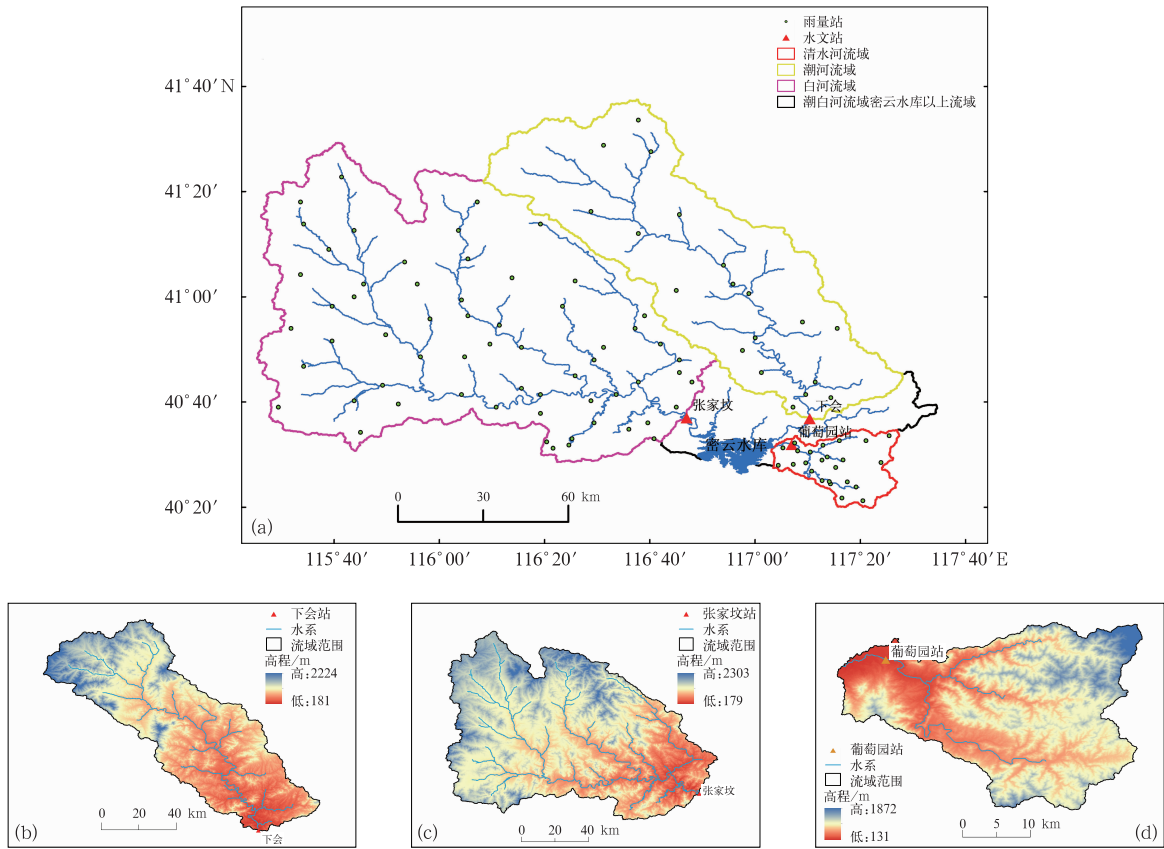 雨量站
水文站
清水河流域
潮河流域
白河流域
潮白河流域密云水库以上流域
41°40′N
41°20′
41°00′
40°40′
40°20′
张家坟
下会
葡萄园站
密云水库
0 30 60 km
(a)
115°40′ 116°00′ 116°20′ 116°40′ 117°00′ 117°20′ 117°40′E
下会站
水系
流域范围
高程/m
高:2224
低:181
0 20 40 km
下会
(b)
张家坟站
水系
流域范围
高程/m
高:2303
低:179
张家坟
0 20 40 km
(c)
葡萄园站
葡萄园站
水系
流域范围
高程/m
高:1872
低:131
0 5 10 km
(d)